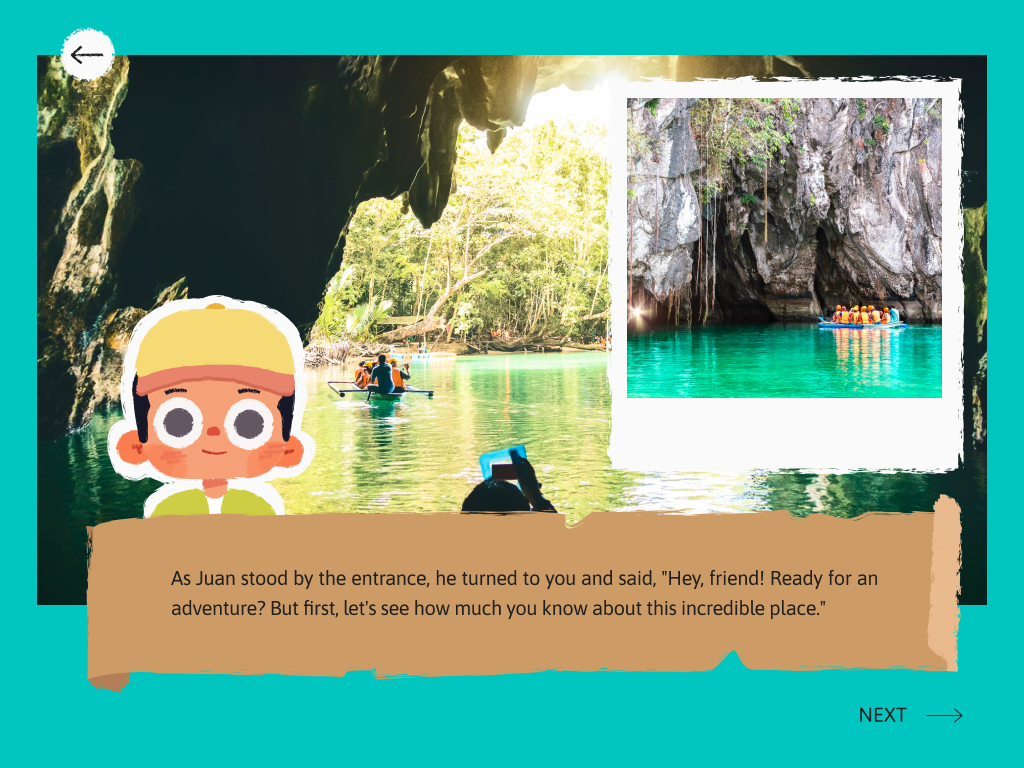 As Juan stood by the entrance, he turned to you and said, "Hey, friend! Ready for an
adventure? But first, let's see how much you know about this incredible place."
NEXT